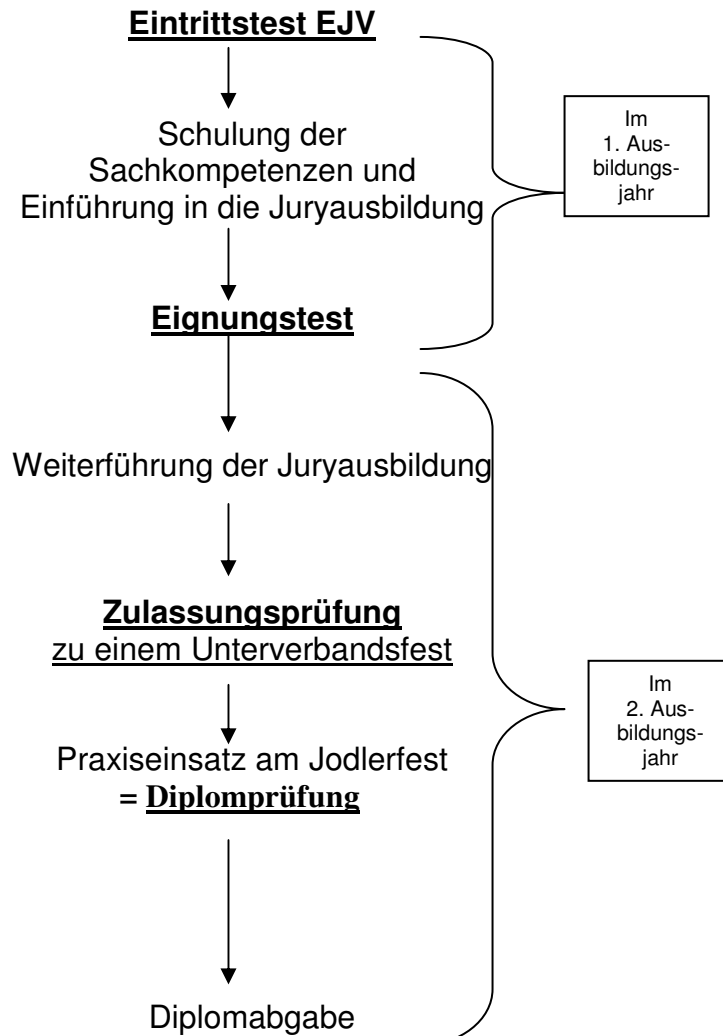 Eintrittstest EJV
Schulung der
Sachkompetenzen und
Einführung in die Juryausbildung
Im
1. Aus-
bildungs-
jahr
Eignungstest
Weiterführung der Juryausbildung
Zulassungsprüfung
zu einem Unterverbandsfest
Im
2. Aus-
bildungs-
jahr
Praxiseinsatz am Jodlerfest
= Diplomprüfung
Diplomabgabe